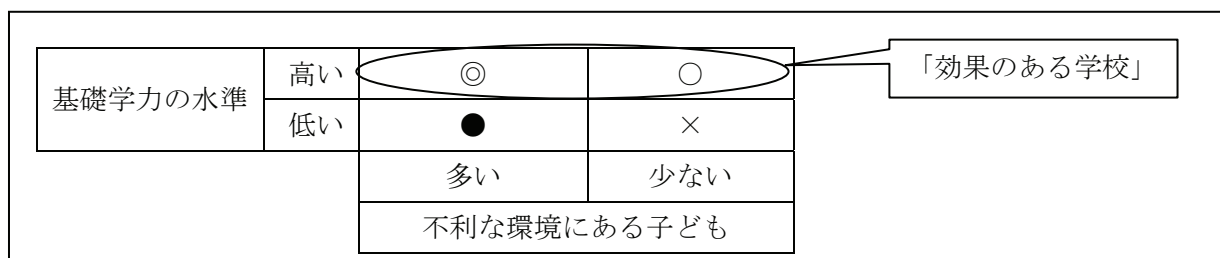 基礎学力の水準 高い ◎ ○ 「効果のある学校」
低い ● ×
多い 少ない
不利な環境にある子ども